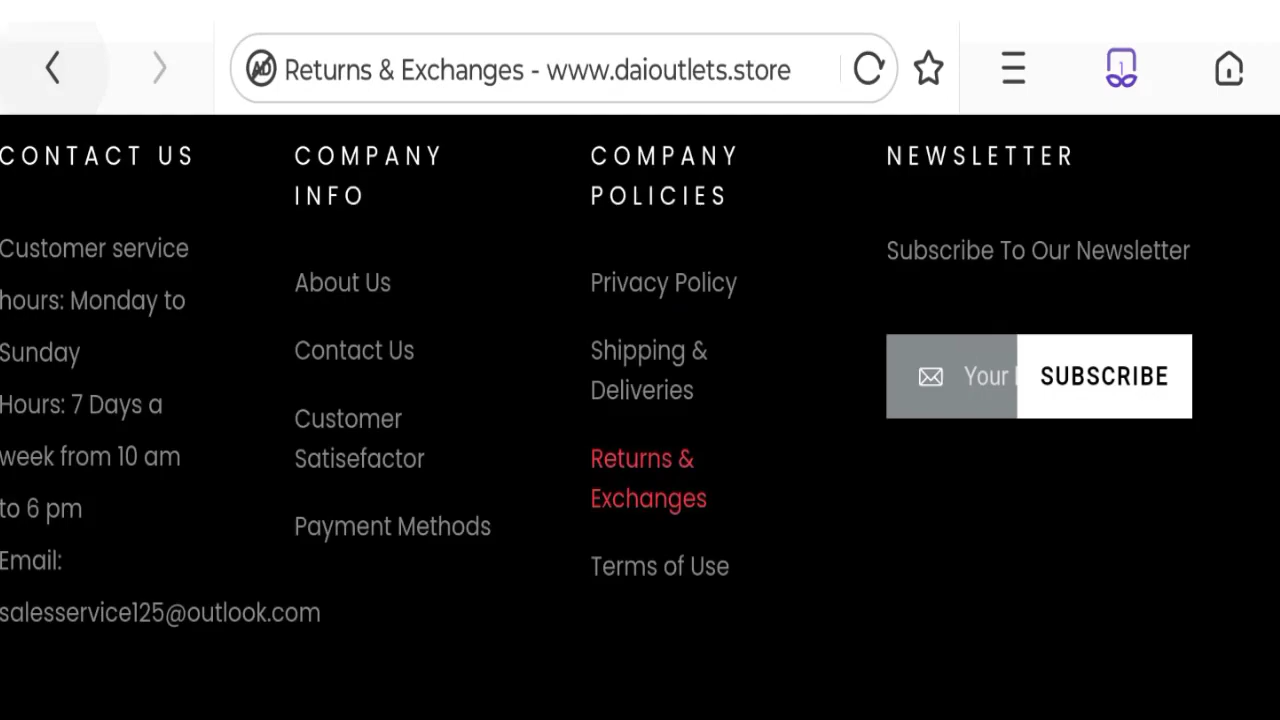 Returns & Exchanges - www.daioutlets.store
1
CONTACT US
Customer service
hours: Monday to
Sunday
Hours: 7 Days a
week from 10 am
to 6 pm
Email:
salesservice125@outlook.com
COMPANY
INFO
About Us
Contact Us
Customer
Satisefactor
Payment Methods
COMPANY
POLICIES
Privacy Policy
Shipping &
Deliveries
Returns &
Exchanges
Terms of Use
NEWSLETTER
Subscribe To Our Newsletter
Your
SUBSCRIBE